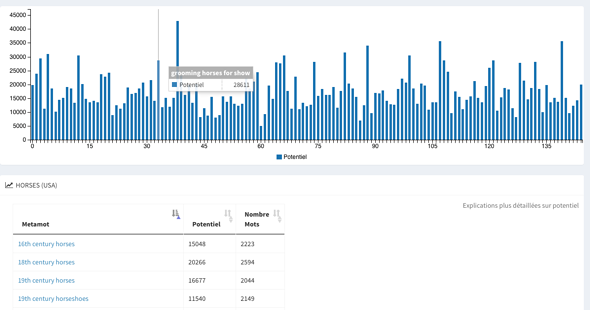 45000
40000
35000
30000
25000
20000
15000
10000
5000
0
grooming horses for show
Potentiel 28611
0 15 30 45 60 75 90 105 120 135
Potentiel
HORSES (USA)
Explications plus détaillées sur potentiel
Metamot Potentiel Nombre Mots
16th century horses 15048 2223
18th century horses 20266 2594
19th century horses 16677 2044
19th century horseshoes 11540 2149